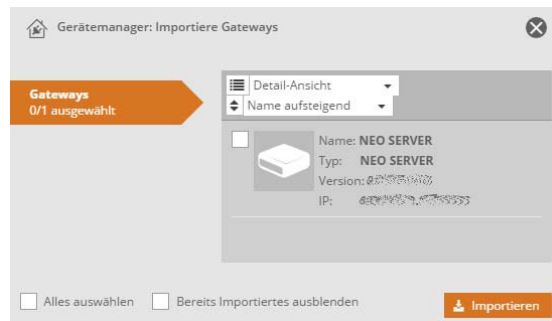 Gerätemanager: Importiere Gateways
Gateways
0/1 ausgewählt
Detail-Ansicht
Name aufsteigend
Name: NEO SERVER
Typ: NEO SERVER
Version:
IP:
Alles auswählen
Bereits Importiertes ausblenden
Importieren